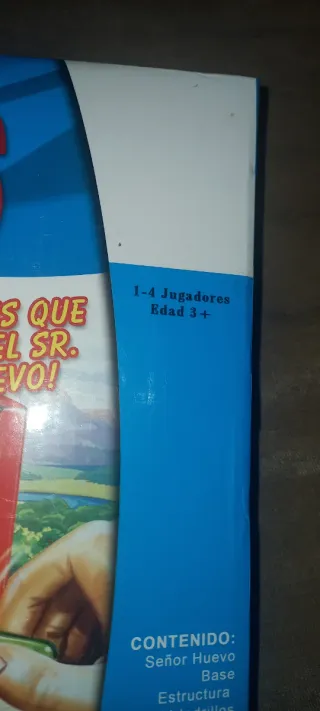 S QUE
EL SR.
EVO!
1-4 Jugadores
Edad 3+
CONTENIDO:
Señor Huevo
Base
Estructura